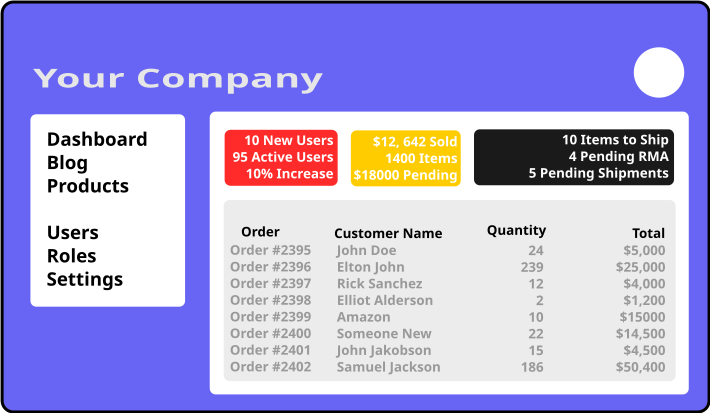 Your Company
Dashboard
Blog
Products
Users
Roles
Settings
10 New Users
95 Active Users
10% Increase
$12, 642 Sold
1400 Items
$18000 Pending
10 Items to Ship
4 Pending RMA
5 Pending Shipments
Order Customer Name Quantity Total
Order #2395 John Doe 24 $5,000
Order #2396 Elton John 239 $25,000
Order #2397 Rick Sanchez 12 $4,000
Order #2398 Elliot Alderson 2 $1,200
Order #2399 Amazon 10 $15000
Order #2400 Someone New 22 $14,500
Order #2401 John Jakobson 15 $4,500
Order #2402 Samuel Jackson 186 $50,400